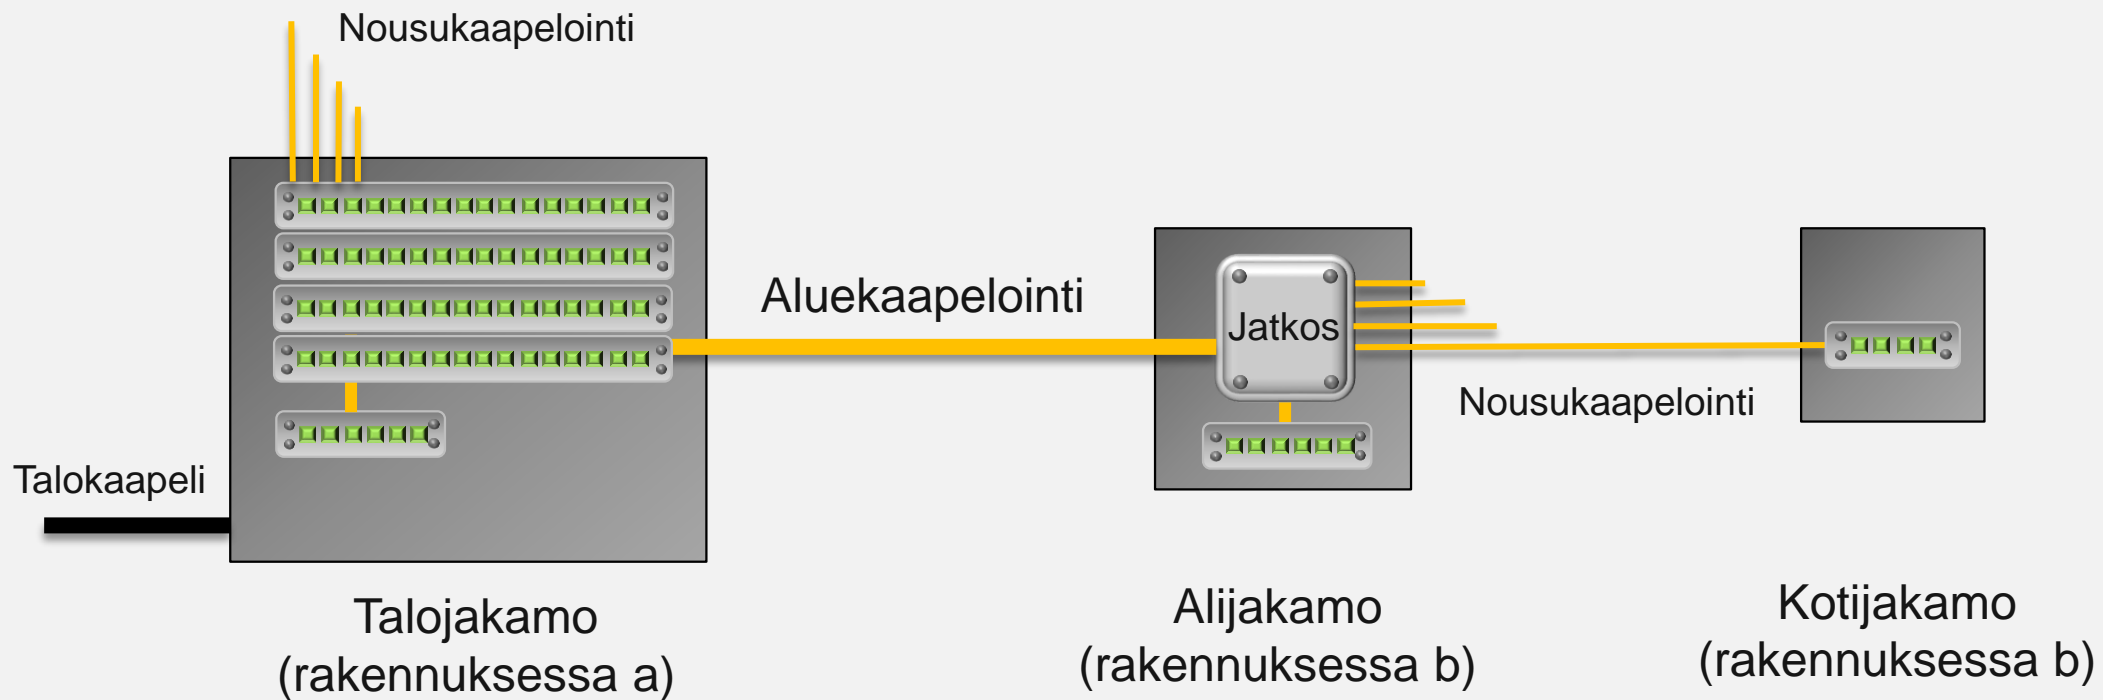 Nousukaapelointi
Aluekaapelointi
Jatkos
Nousukaapelointi
Talokaapeli
Talojakamo
(rakennuksessa a)
Alijakamo
(rakennuksessa b)
Kotijakamo
(rakennuksessa b)